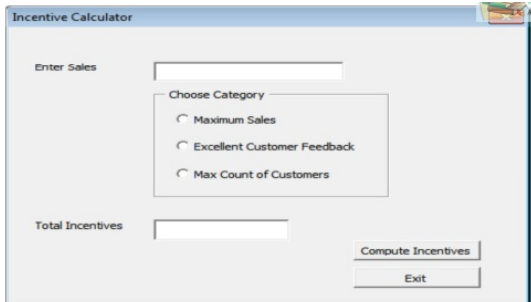 Incentive Calculator
Enter Sales
Choose Category
Maximum Sales
Excellent Customer Feedback
Max Count of Customers
Total Incentives
Compute Incentives
Exit